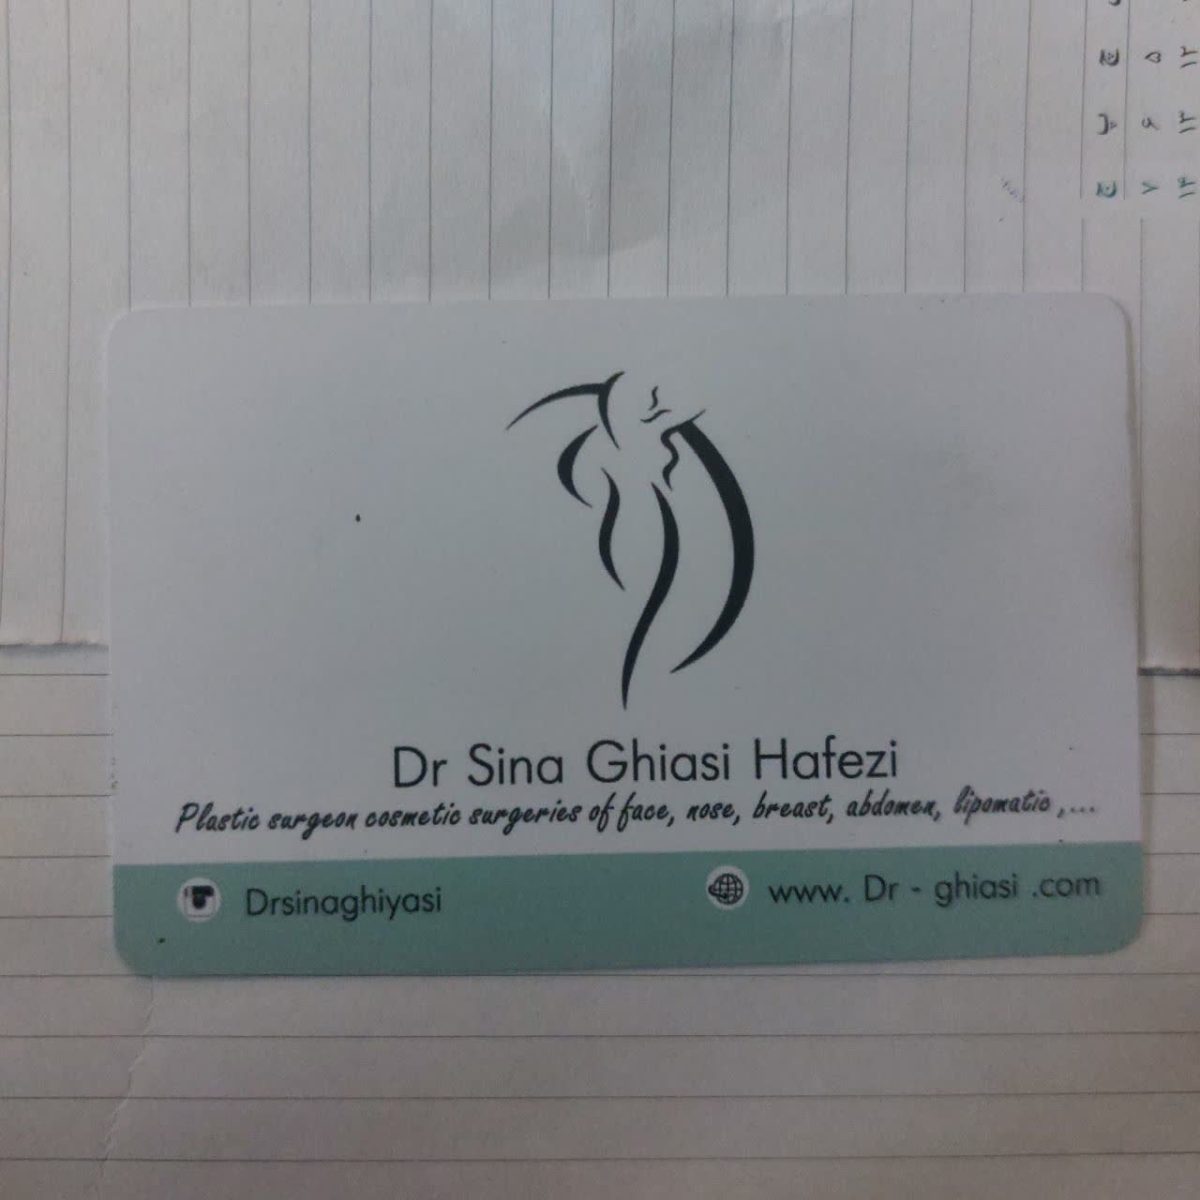 Dr Sina Ghiasi Hafezi
Plastic surgeon cosmetic surgeries of face, nose, breast, abdomen, lipomatic ,...
Drsinaghiyasi
www. Dr - ghiasi .com